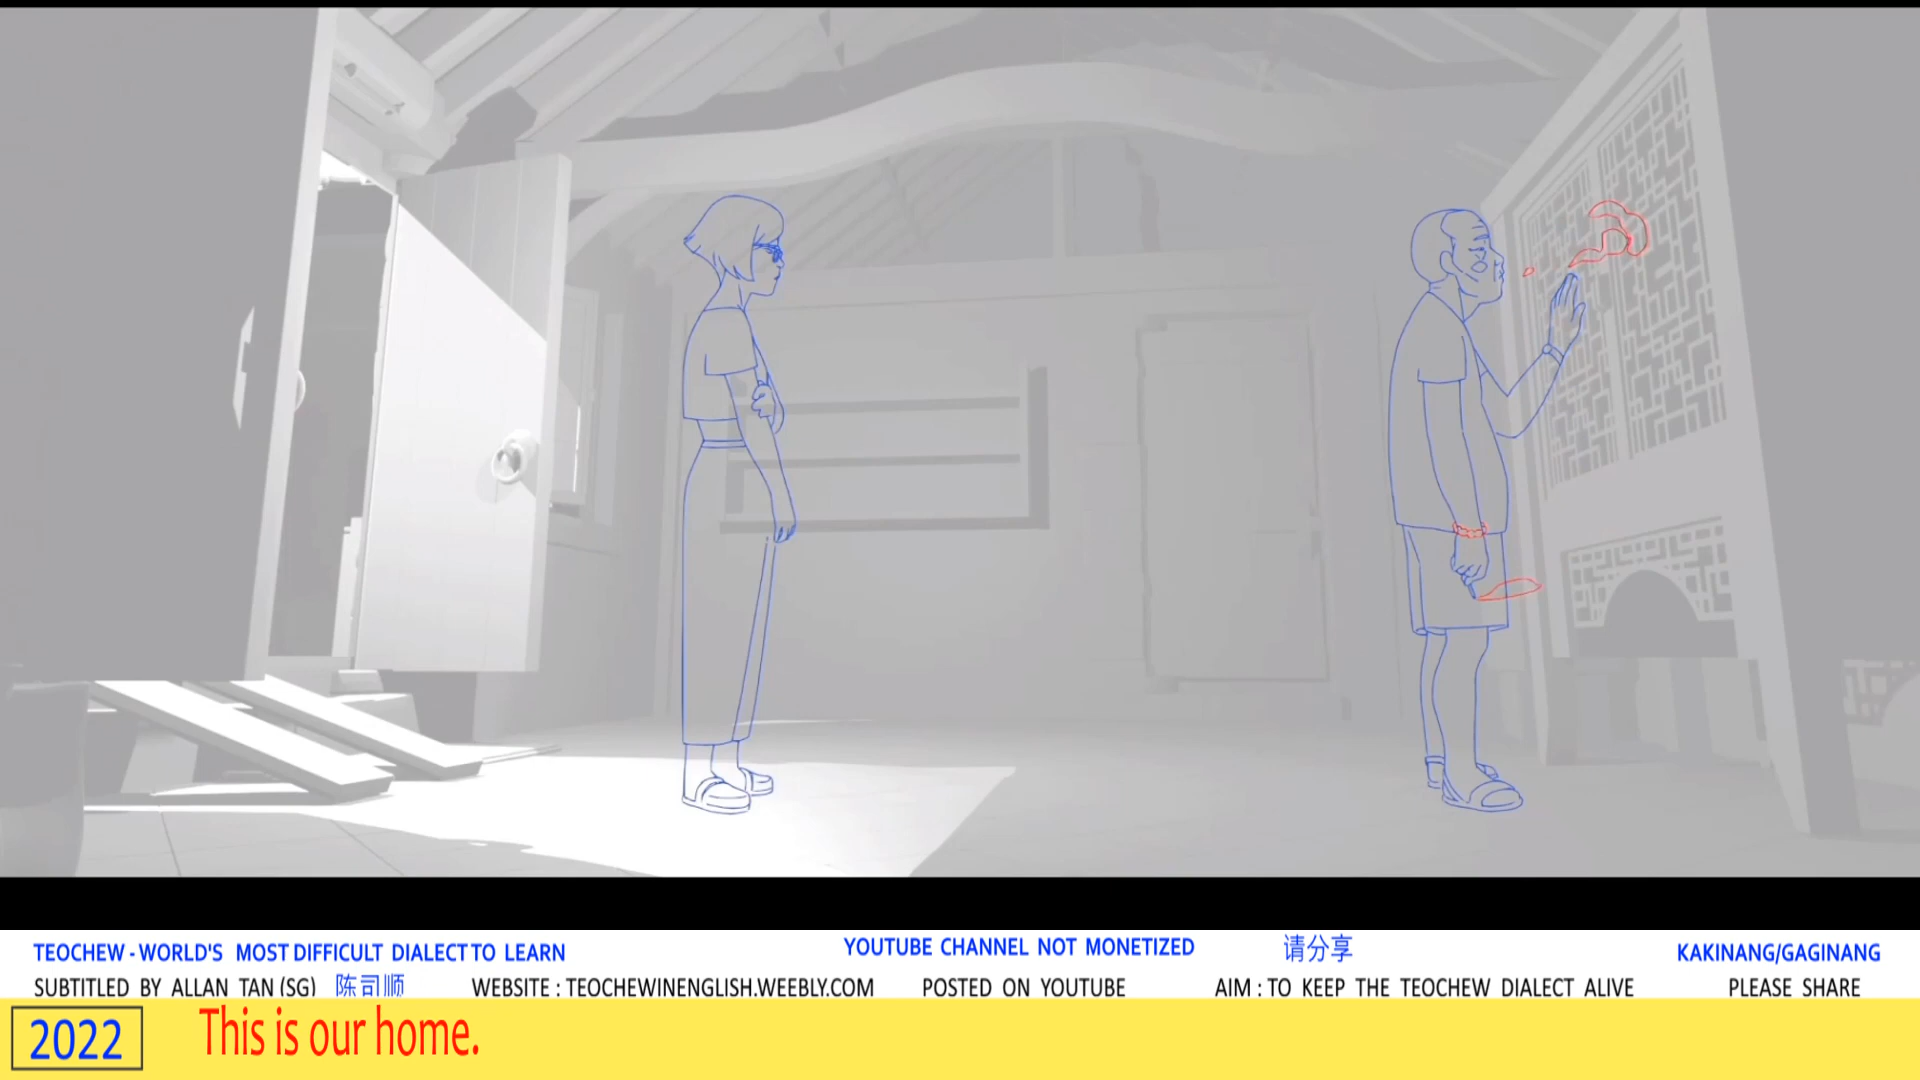 TEOCHEW - WORLD'S MOST DIFFICULT DIALECT TO LEARN
YOUTUBE CHANNEL NOT MONETIZED
请分享
KAKINANG/GAGINANG
SUBTITLED BY ALLAN TAN (SG) 陈司顺
WEBSITE : TEOCHEWINENGLISH.WEEBLY.COM
POSTED ON YOUTUBE
AIM : TO KEEP THE TEOCHEW DIALECT ALIVE
PLEASE SHARE
2022
This is our home.